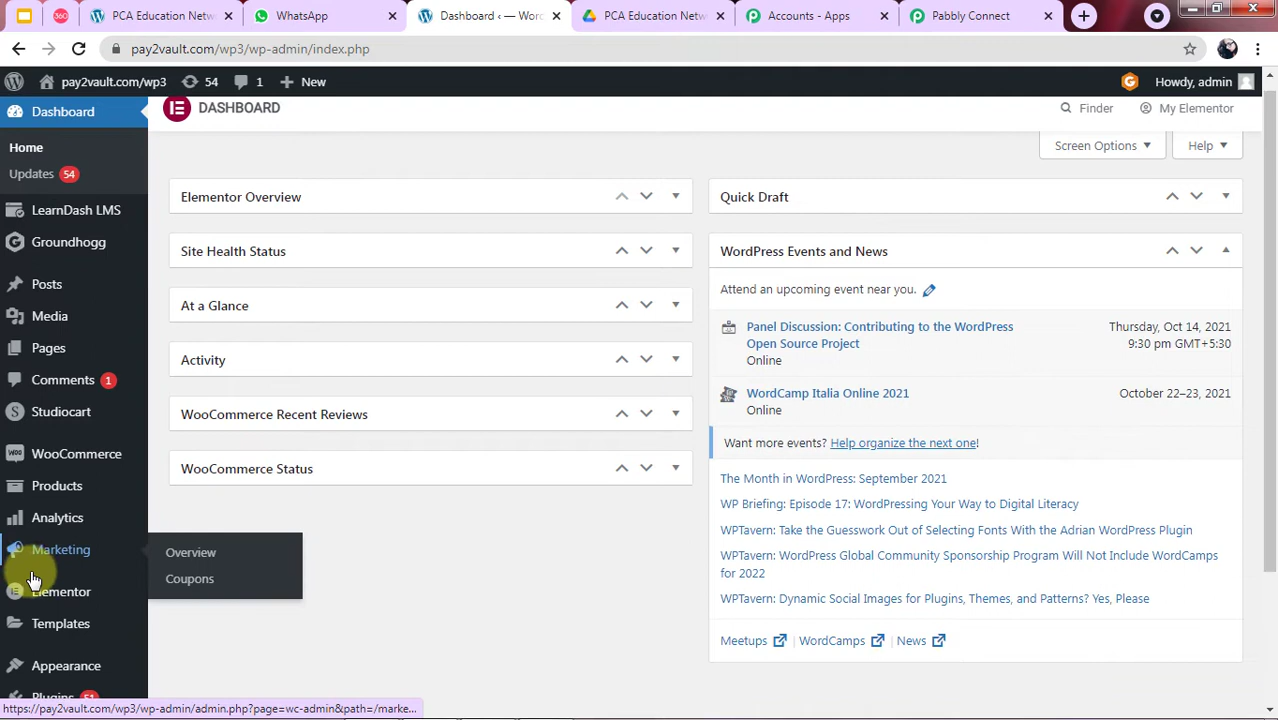 PCA Education Netw
WhatsApp
Dashboard ‹ — Wor
PCA Education Netw
Accounts - Apps
Pabbly Connect
pay2vault.com/wp3/wp-admin/index.php
pay2vault.com/wp3
54
1
New
Howdy, admin
Dashboard
DASHBOARD
Finder
My Elementor
Home
Updates 54
Screen Options
Help
LearnDash LMS
Groundhogg
Posts
Media
Pages
Comments 1
Studiocart
WooCommerce
Products
Analytics
Marketing
Overview
Coupons
Elementor
Templates
Appearance
Plugins 51
Elementor Overview
Site Health Status
At a Glance
Activity
WooCommerce Recent Reviews
WooCommerce Status
Quick Draft
WordPress Events and News
Attend an upcoming event near you.
Panel Discussion: Contributing to the WordPress
Open Source Project
Online
Thursday, Oct 14, 2021
9:30 pm GMT+5:30
WordCamp Italia Online 2021
Online
October 22–23, 2021
Want more events? Help organize the next one!
The Month in WordPress: September 2021
WP Briefing: Episode 17: WordPressing Your Way to Digital Literacy
WPTavern: Take the Guesswork Out of Selecting Fonts With the Adrian WordPress Plugin
WPTavern: WordPress Global Community Sponsorship Program Will Not Include WordCamps
for 2022
WPTavern: Dynamic Social Images for Plugins, Themes, and Patterns? Yes, Please
Meetups | WordCamps | News
https://pay2vault.com/wp3/wp-admin/admin.php?page=wc-admin&path=/marke...